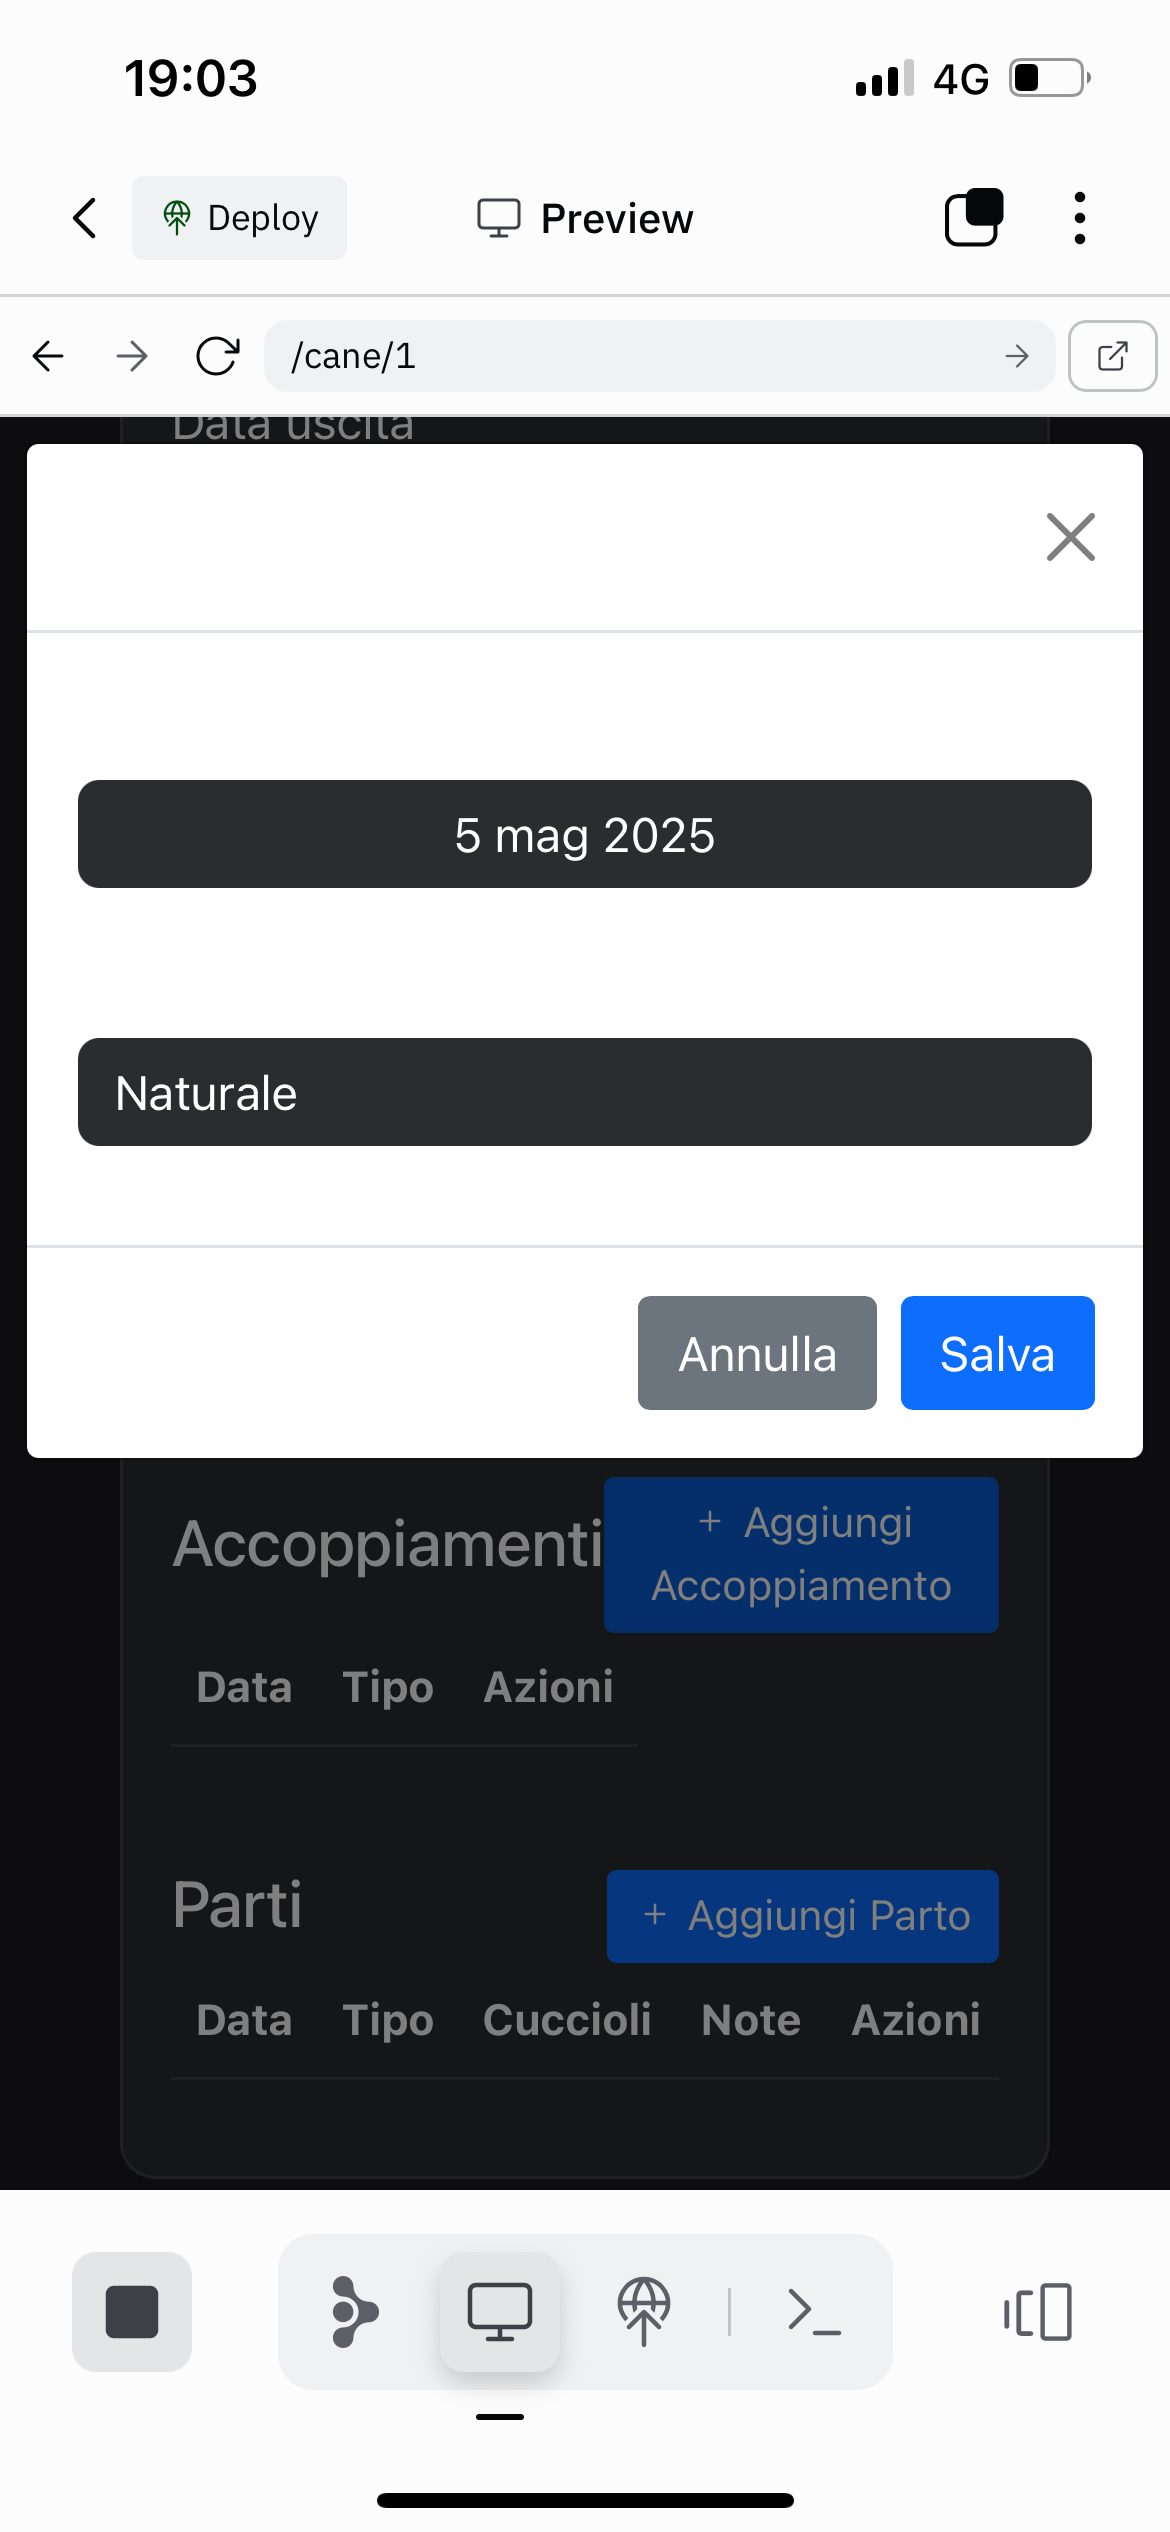 19:03
4G
Deploy
Preview
/cane/1
Data uscita
5 mag 2025
Naturale
Annulla
Salva
Accoppiamenti
+ Aggiungi
Accoppiamento
Data Tipo Azioni
Parti
+ Aggiungi Parto
Data Tipo Cuccioli Note Azioni